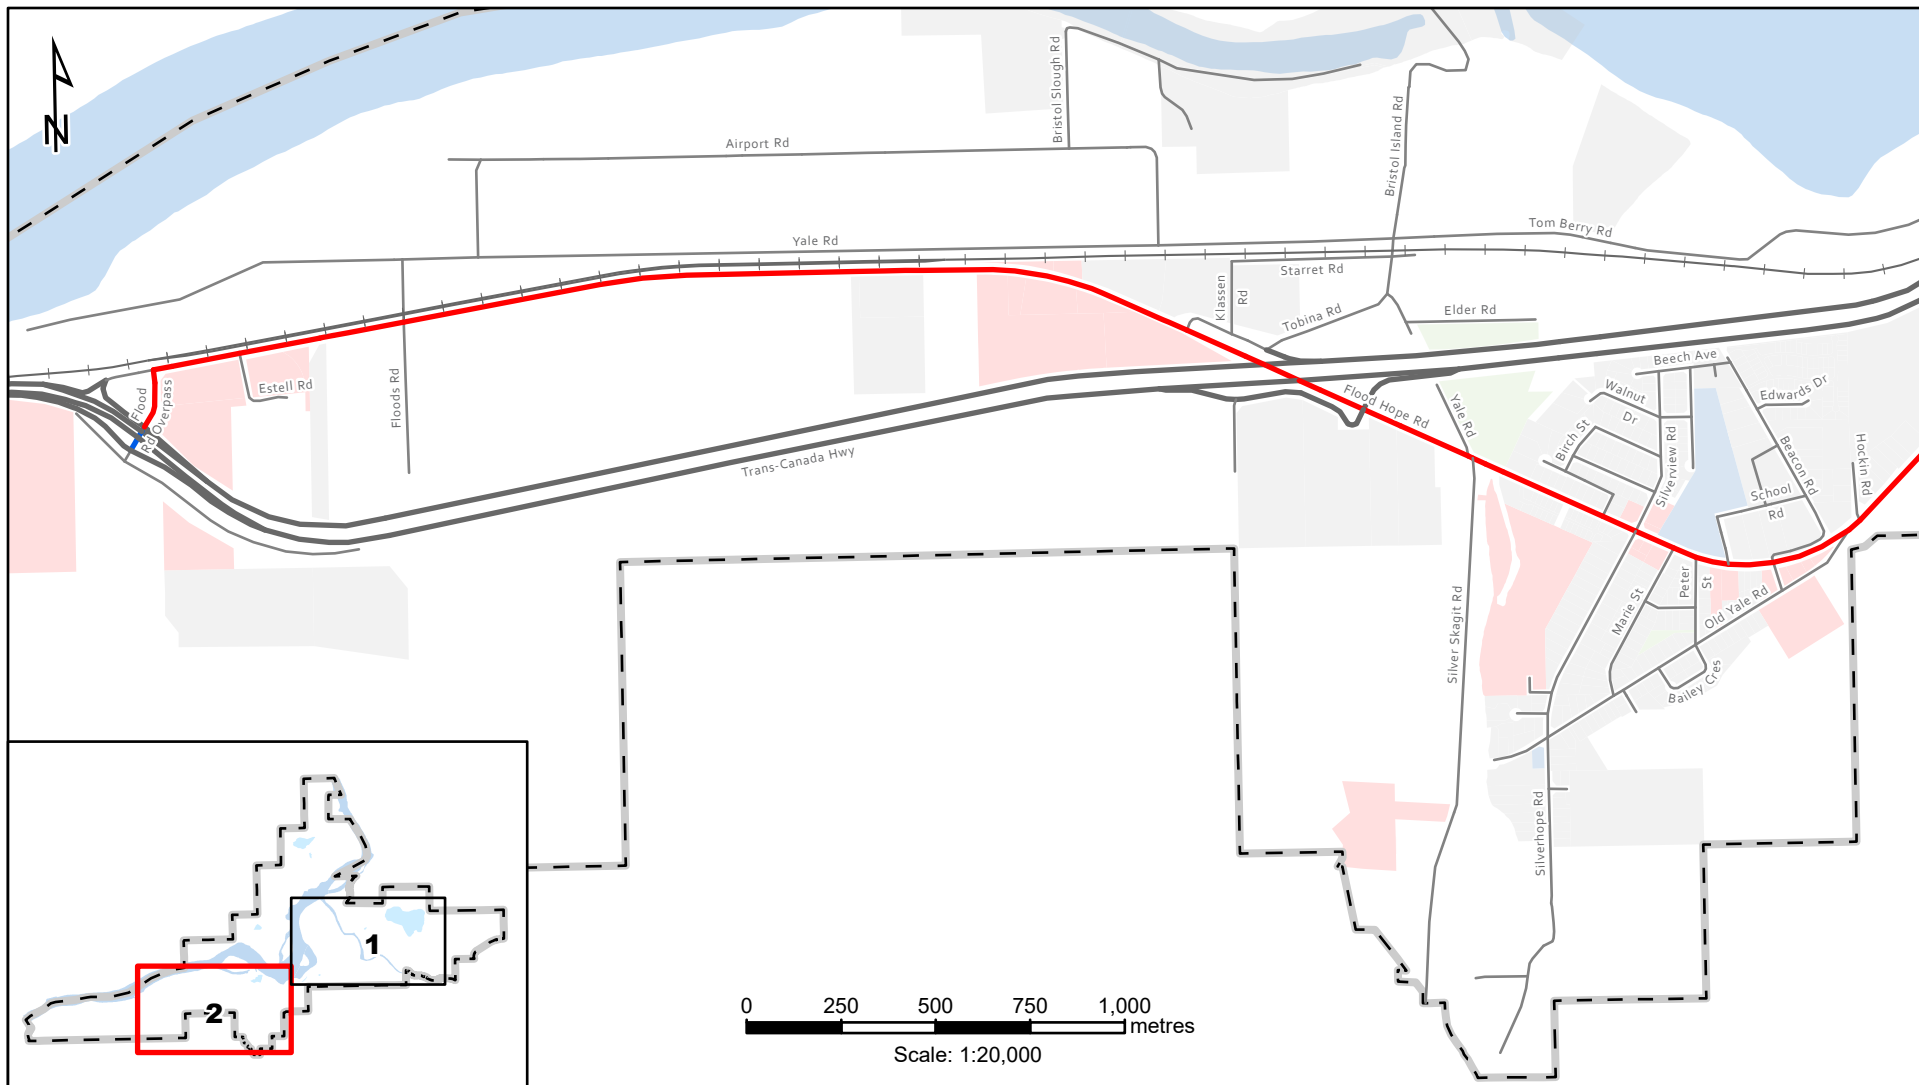 N
Airport Rd
Bristol Slough Rd
Bristol Island Rd
Yale Rd
Tom Berry Rd
Starret Rd
Klassen
Rd
Tobina Rd
Elder Rd
Beech Ave
Estell Rd
Flood
Rd Overpass
Floods Rd
Trans-Canada Hwy
Flood Hope Rd
Yale Rd
Walnut
Dr
Birch St
Silverview Rd
Edwards Dr
Beacon Rd
Hockin Rd
School
Rd
Peter
St
Marie St
Old Yale Rd
Bailey Cres
Silver Skagit Rd
Silverhope Rd
1
2
0 250 500 750 1,000
metres
Scale: 1:20,000